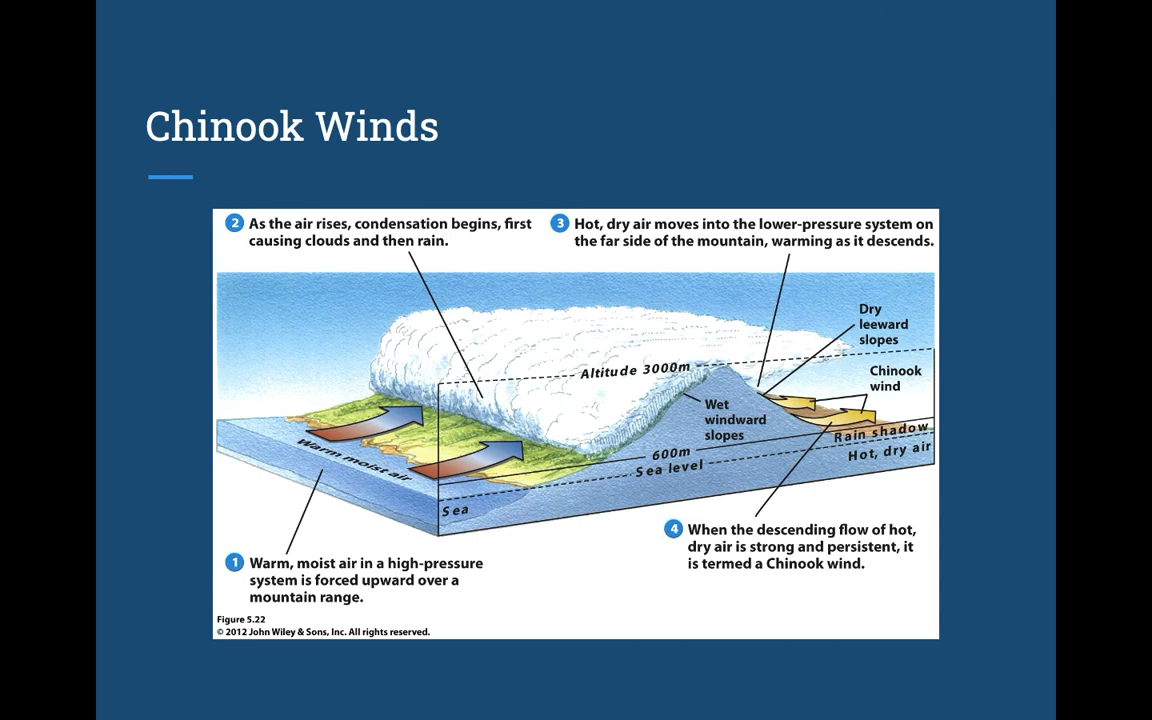 Chinook Winds
2 As the air rises, condensation begins, first
causing clouds and then rain.
3 Hot, dry air moves into the lower-pressure system on
the far side of the mountain, warming as it descends.
Dry
leeward
slopes
Altitude 3000m
Chinook
wind
Wet
windward
slopes
Warm moist air
Rain shadow
600m
Hot, dry air
Sea level
Sea
4 When the descending flow of hot,
dry air is strong and persistent, it
is termed a Chinook wind.
1 Warm, moist air in a high-pressure
system is forced upward over a
mountain range.
Figure 5.22
© 2012 John Wiley & Sons, Inc. All rights reserved.